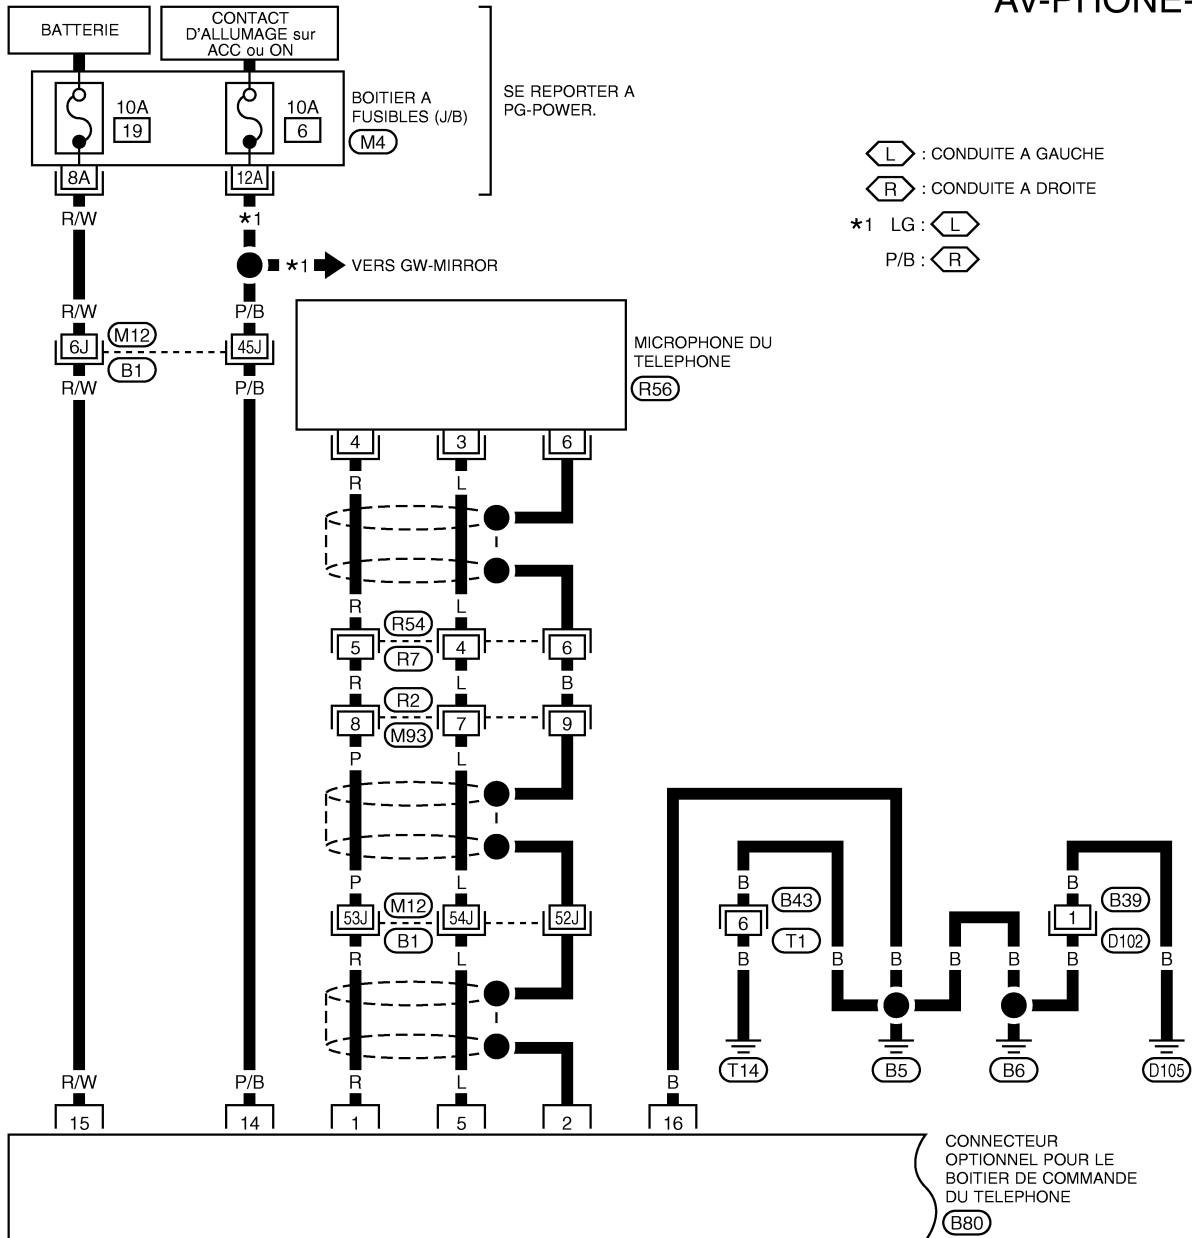 AV-PHONE-
BATTERIE
CONTACT
D'ALLUMAGE sur
ACC ou ON
10A
19
10A
6
BOITIER A
FUSIBLES (J/B)
M4
SE REPORTER A
PG-POWER.
8A
12A
L : CONDUITE A GAUCHE
R : CONDUITE A DROITE
*1 LG : L
P/B : R
R/W
*1
*1 VERS GW-MIRROR
R/W
P/B
6J
M12
B1
45J
R/W
P/B
MICROPHONE DU
TELEPHONE
R56
4
3
6
R
L
R
L
R54
5
4
6
R7
R
L
B
R2
8
7
9
M93
P
L
P
L
M12
53J
54J
52J
B1
R
L
B
B43
6
T1
B
B
B
B
B
B
B39
1
D102
B
B
T14
B5
B6
D105
R/W
P/B
R
L
B
15
14
1
5
2
16
CONNECTEUR
OPTIONNEL POUR LE
BOITIER DE COMMANDE
DU TELEPHONE
B80